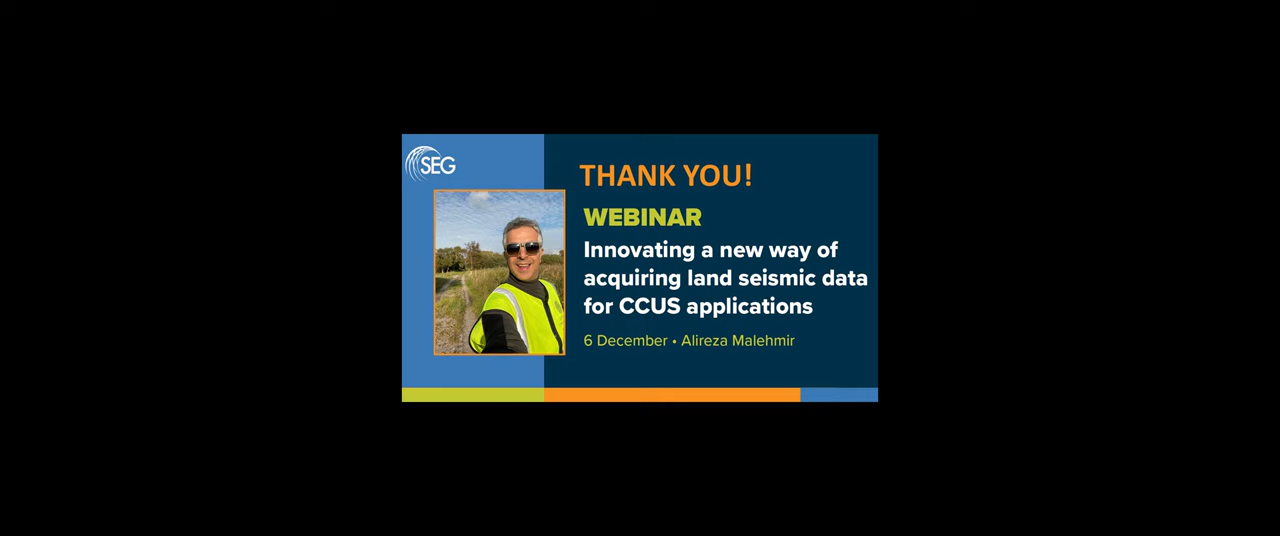 SEG
THANK YOU!
WEBINAR
Innovating a new way of
acquiring land seismic data
for CCUS applications
6 December • Alireza Malehmir